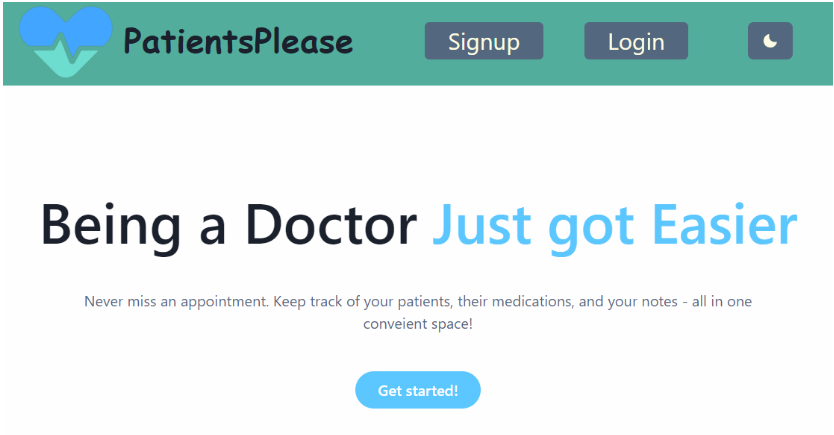 PatientsPlease Signup Login
Being a Doctor Just got Easier
Never miss an appointment. Keep track of your patients, their medications, and your notes - all in one
conveient space!
Get started!